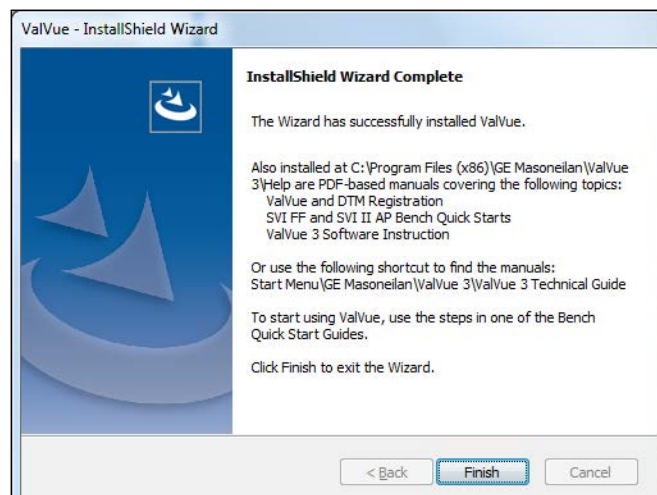 ValVue - InstallShield Wizard
InstallShield Wizard Complete
The Wizard has successfully installed ValVue.
Also installed at C:\Program Files (x86)\GE Masoneilan\ValVue
3\Help are PDF-based manuals covering the following topics:
ValVue and DTM Registration
SVI FF and SVI II AP Bench Quick Starts
ValVue 3 Software Instruction
Or use the following shortcut to find the manuals:
Start Menu\GE Masoneilan\ValVue 3\ValVue 3 Technical Guide
To start using ValVue, use the steps in one of the Bench
Quick Start Guides.
Click Finish to exit the Wizard.
< Back
Finish
Cancel